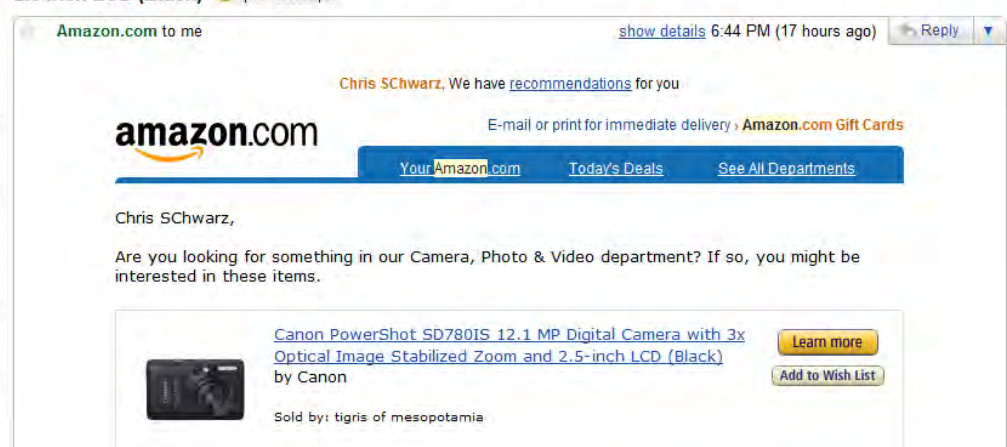 Amazon.com to me show details 6:44 PM (17 hours ago) Reply
Chris SChwarz, We have recommendations for you
amazon.com E-mail or print for immediate delivery › Amazon.com Gift Cards
Your Amazon.com Today's Deals See All Departments
Chris SChwarz,
Are you looking for something in our Camera, Photo & Video department? If so, you might be
interested in these items.
Canon PowerShot SD780IS 12.1 MP Digital Camera with 3x
Optical Image Stabilized Zoom and 2.5-inch LCD (Black)
by Canon
Learn more
Add to Wish List
Sold by: tigris of mesopotamia